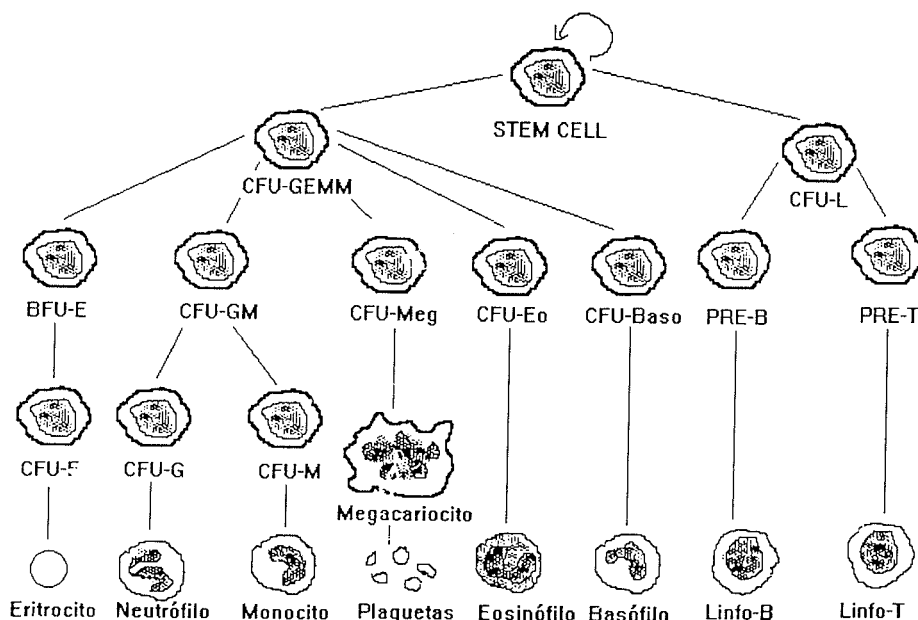 STEM CELL
CFU-GEMM
CFU-L
BFU-E CFU-GM CFU-Meg CFU-Eo CFU-Baso PRE-B PRE-T
CFU-G CFU-M
Megacariocito
Eritrocito Neutrófilo Monocito Plaquetas Eosinófilo Basófilo Linfo-B Linfo-T